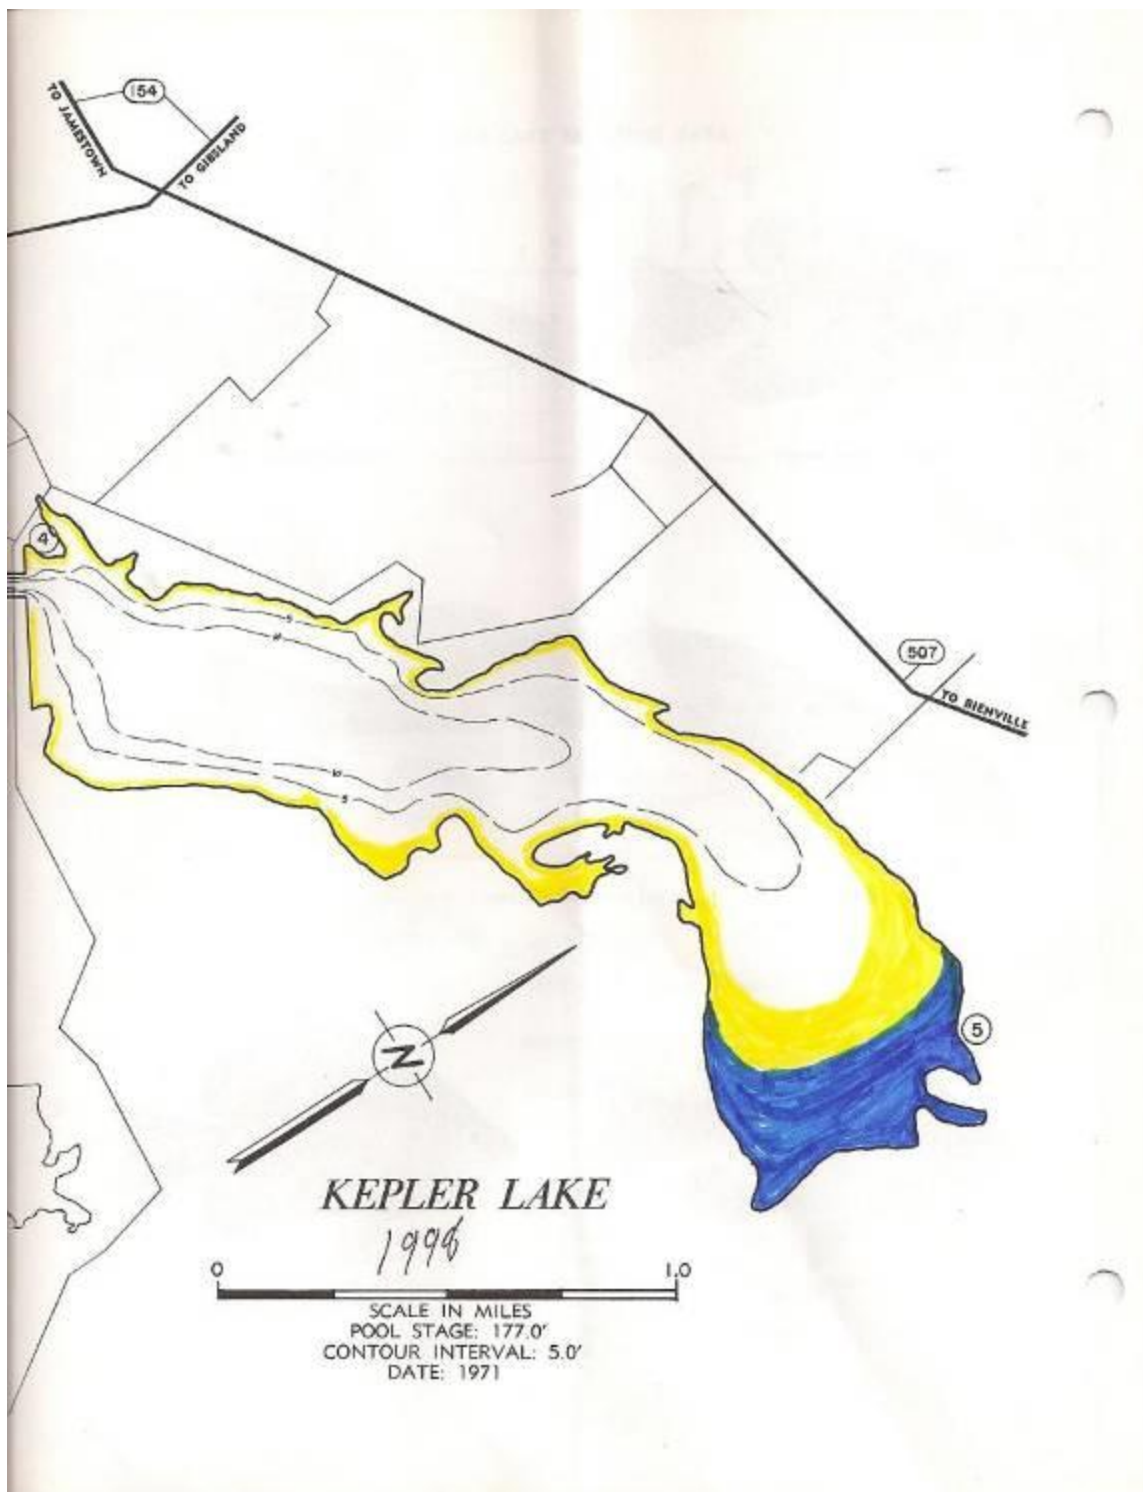 154
TO JAMESTOWN
TO GIBSLAND
4
5
10
507
TO BIENVILLE
10
5
N
5
KEPLER LAKE
1998
0 1.0
SCALE IN MILES
POOL STAGE: 177.0'
CONTOUR INTERVAL: 5.0'
DATE: 1971